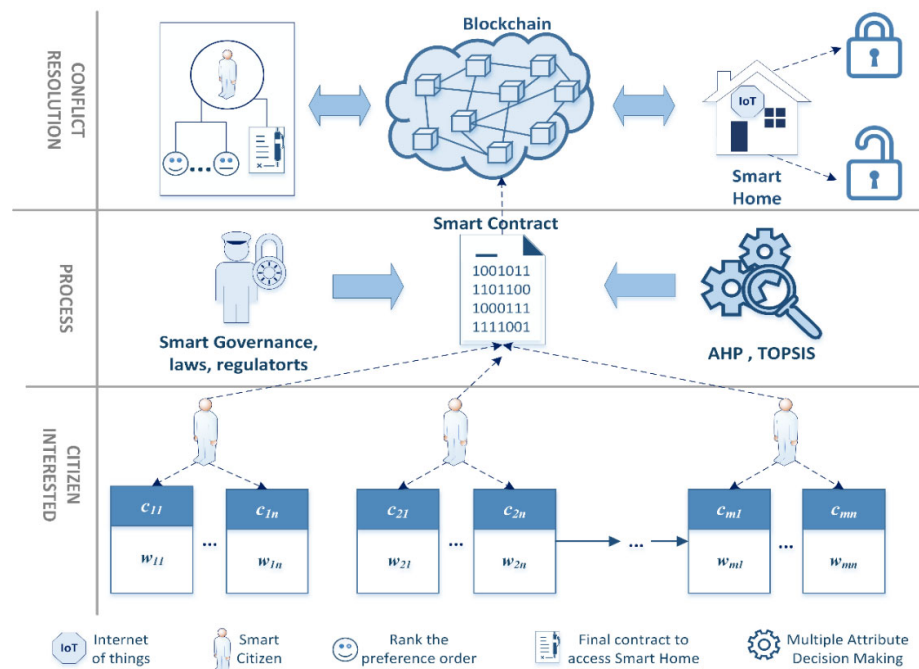 Blockchain
CONFLICT
RESOLUTION
IoT
Smart
Home
PROCESS
Smart Contract
1001011
1101100
1000111
1111001
Smart Governance,
laws, regulatorts
AHP , TOPSIS
CITIZEN
INTERESTED
c11 c1n c21 c2n cm1 cmn
... ... ... ...
w11 w1n w21 w2n wm1 wmn
IoT Internet
of things
Smart
Citizen
Rank the
preference order
Final contract to
access Smart Home
Multiple Attribute
Decision Making